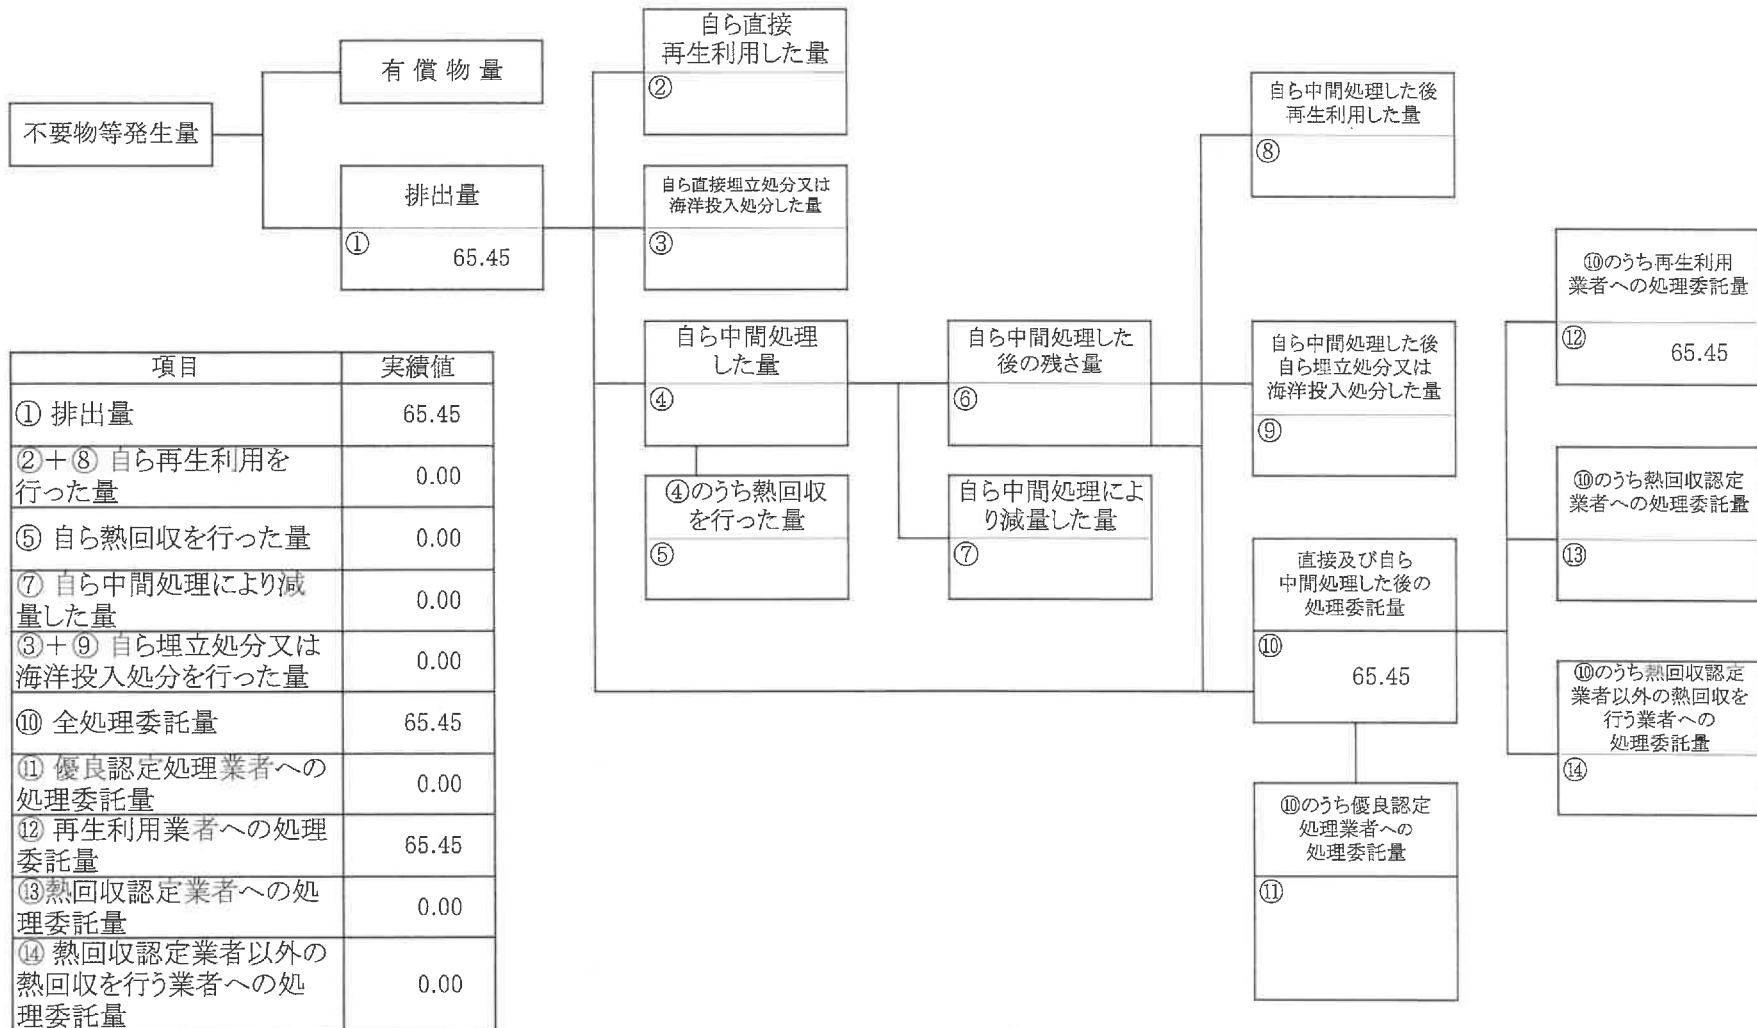 不要物等発生量
有償物量
排出量
①
65.45
自ら直接
再生利用した量
②
自ら直接埋立処分又は
海洋投入処分した量
③
自ら中間処理
した量
④
④のうち熱回収
を行った量
⑤
自ら中間処理した
後の残さ量
⑥
自ら中間処理によ
り減量した量
⑦
自ら中間処理した後
再生利用した量
⑧
自ら中間処理した後
自ら埋立処分又は
海洋投入処分した量
⑨
直接及び自ら
中間処理した後の
処理委託量
⑩
65.45
⑩のうち優良認定
処理業者への
処理委託量
⑪
⑩のうち再生利用
業者への処理委託量
⑫
65.45
⑩のうち熱回収認定
業者への処理委託量
⑬
⑩のうち熱回収認定
業者以外の熱回収を
行う業者への
処理委託量
⑭
項目 実績値
① 排出量 65.45
②+⑧ 自ら再生利用を
行った量 0.00
⑤ 自ら熱回収を行った量 0.00
⑦ 自ら中間処理により減
量した量 0.00
③+⑨ 自ら埋立処分又は
海洋投入処分を行った量 0.00
⑩ 全処理委託量 65.45
⑪ 優良認定処理業者への
処理委託量 0.00
⑫ 再生利用業者への処理
委託量 65.45
⑬熱回収認定業者への処
理委託量 0.00
⑭ 熱回収認定業者以外の
熱回収を行う業者への処
理委託量 0.00